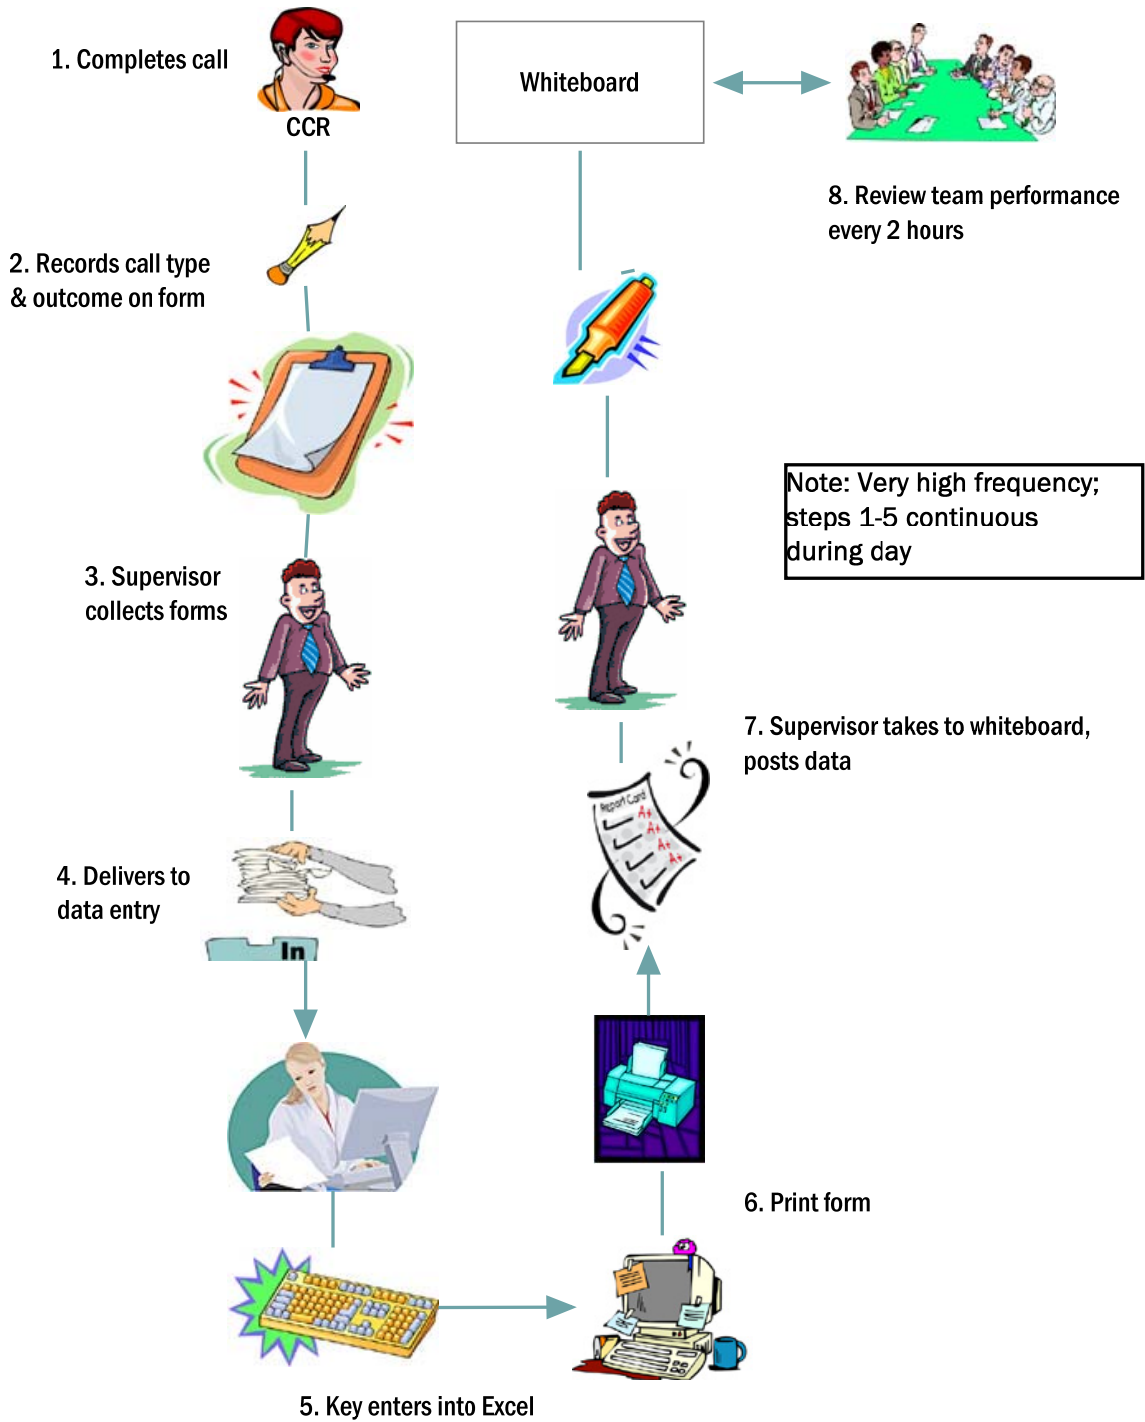 1. Completes call
CCR
Whiteboard
8. Review team performance
every 2 hours
2. Records call type
& outcome on form
Note: Very high frequency;
steps 1-5 continuous
during day
3. Supervisor
collects forms
7. Supervisor takes to whiteboard,
posts data
Report Card
A+
A+
A+
A+
4. Delivers to
data entry
In
6. Print form
5. Key enters into Excel